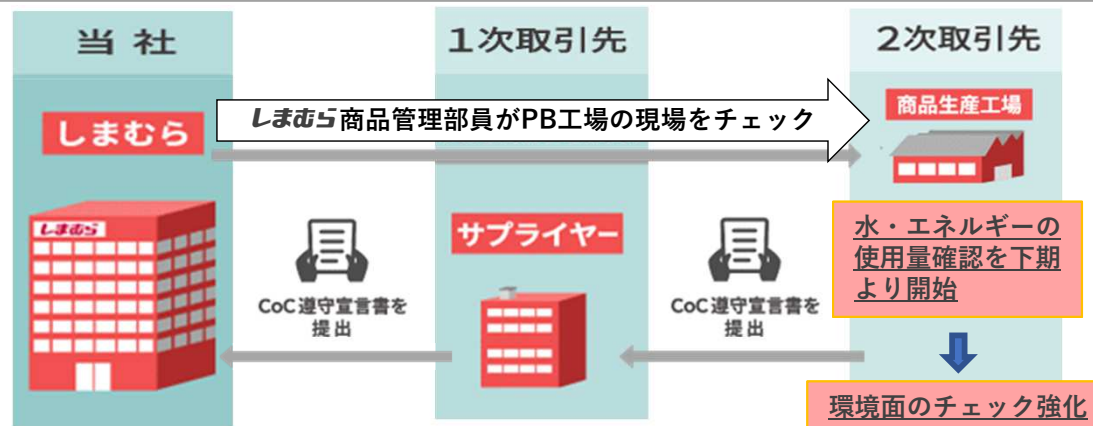 当 社
1次取引先
2次取引先
しまむら商品管理部員がPB工場の現場をチェック
商品生産工場
しまむら
しまむら
サプライヤー
CoC遵守宣言書を
提出
CoC遵守宣言書を
提出
水・エネルギーの
使用量確認を下期
より開始
環境面のチェック強化